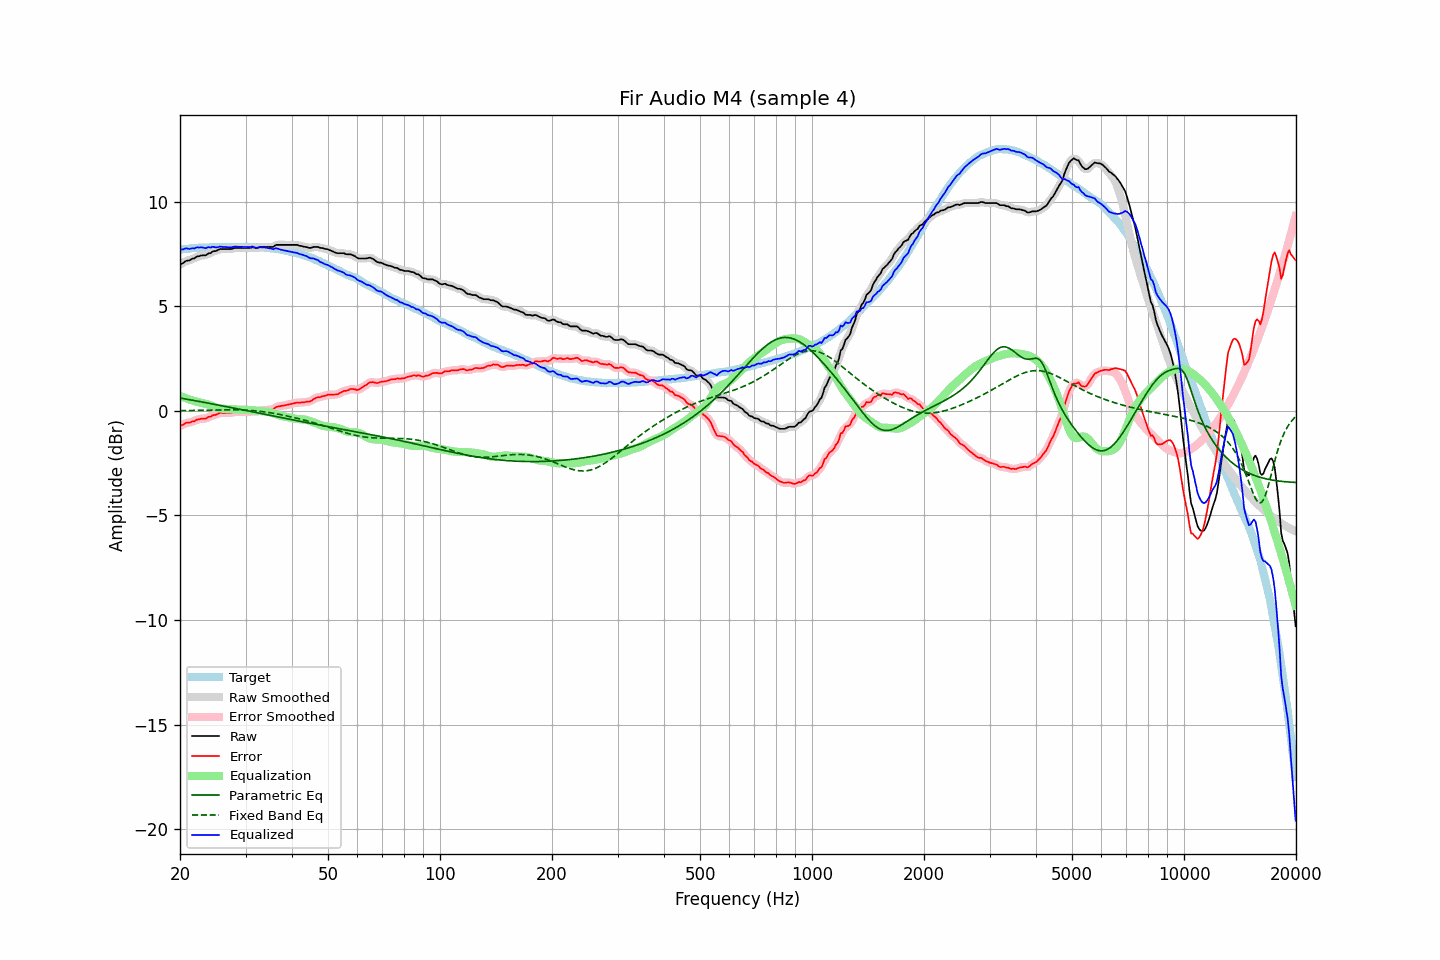 Fir Audio M4 (sample 4)
Amplitude (dBr)
10
5
0
−5
−10
−15
−20
Target
Raw Smoothed
Error Smoothed
Raw
Error
Equalization
Parametric Eq
Fixed Band Eq
Equalized
20 50 100 200 500 1000 2000 5000 10000 20000
Frequency (Hz)